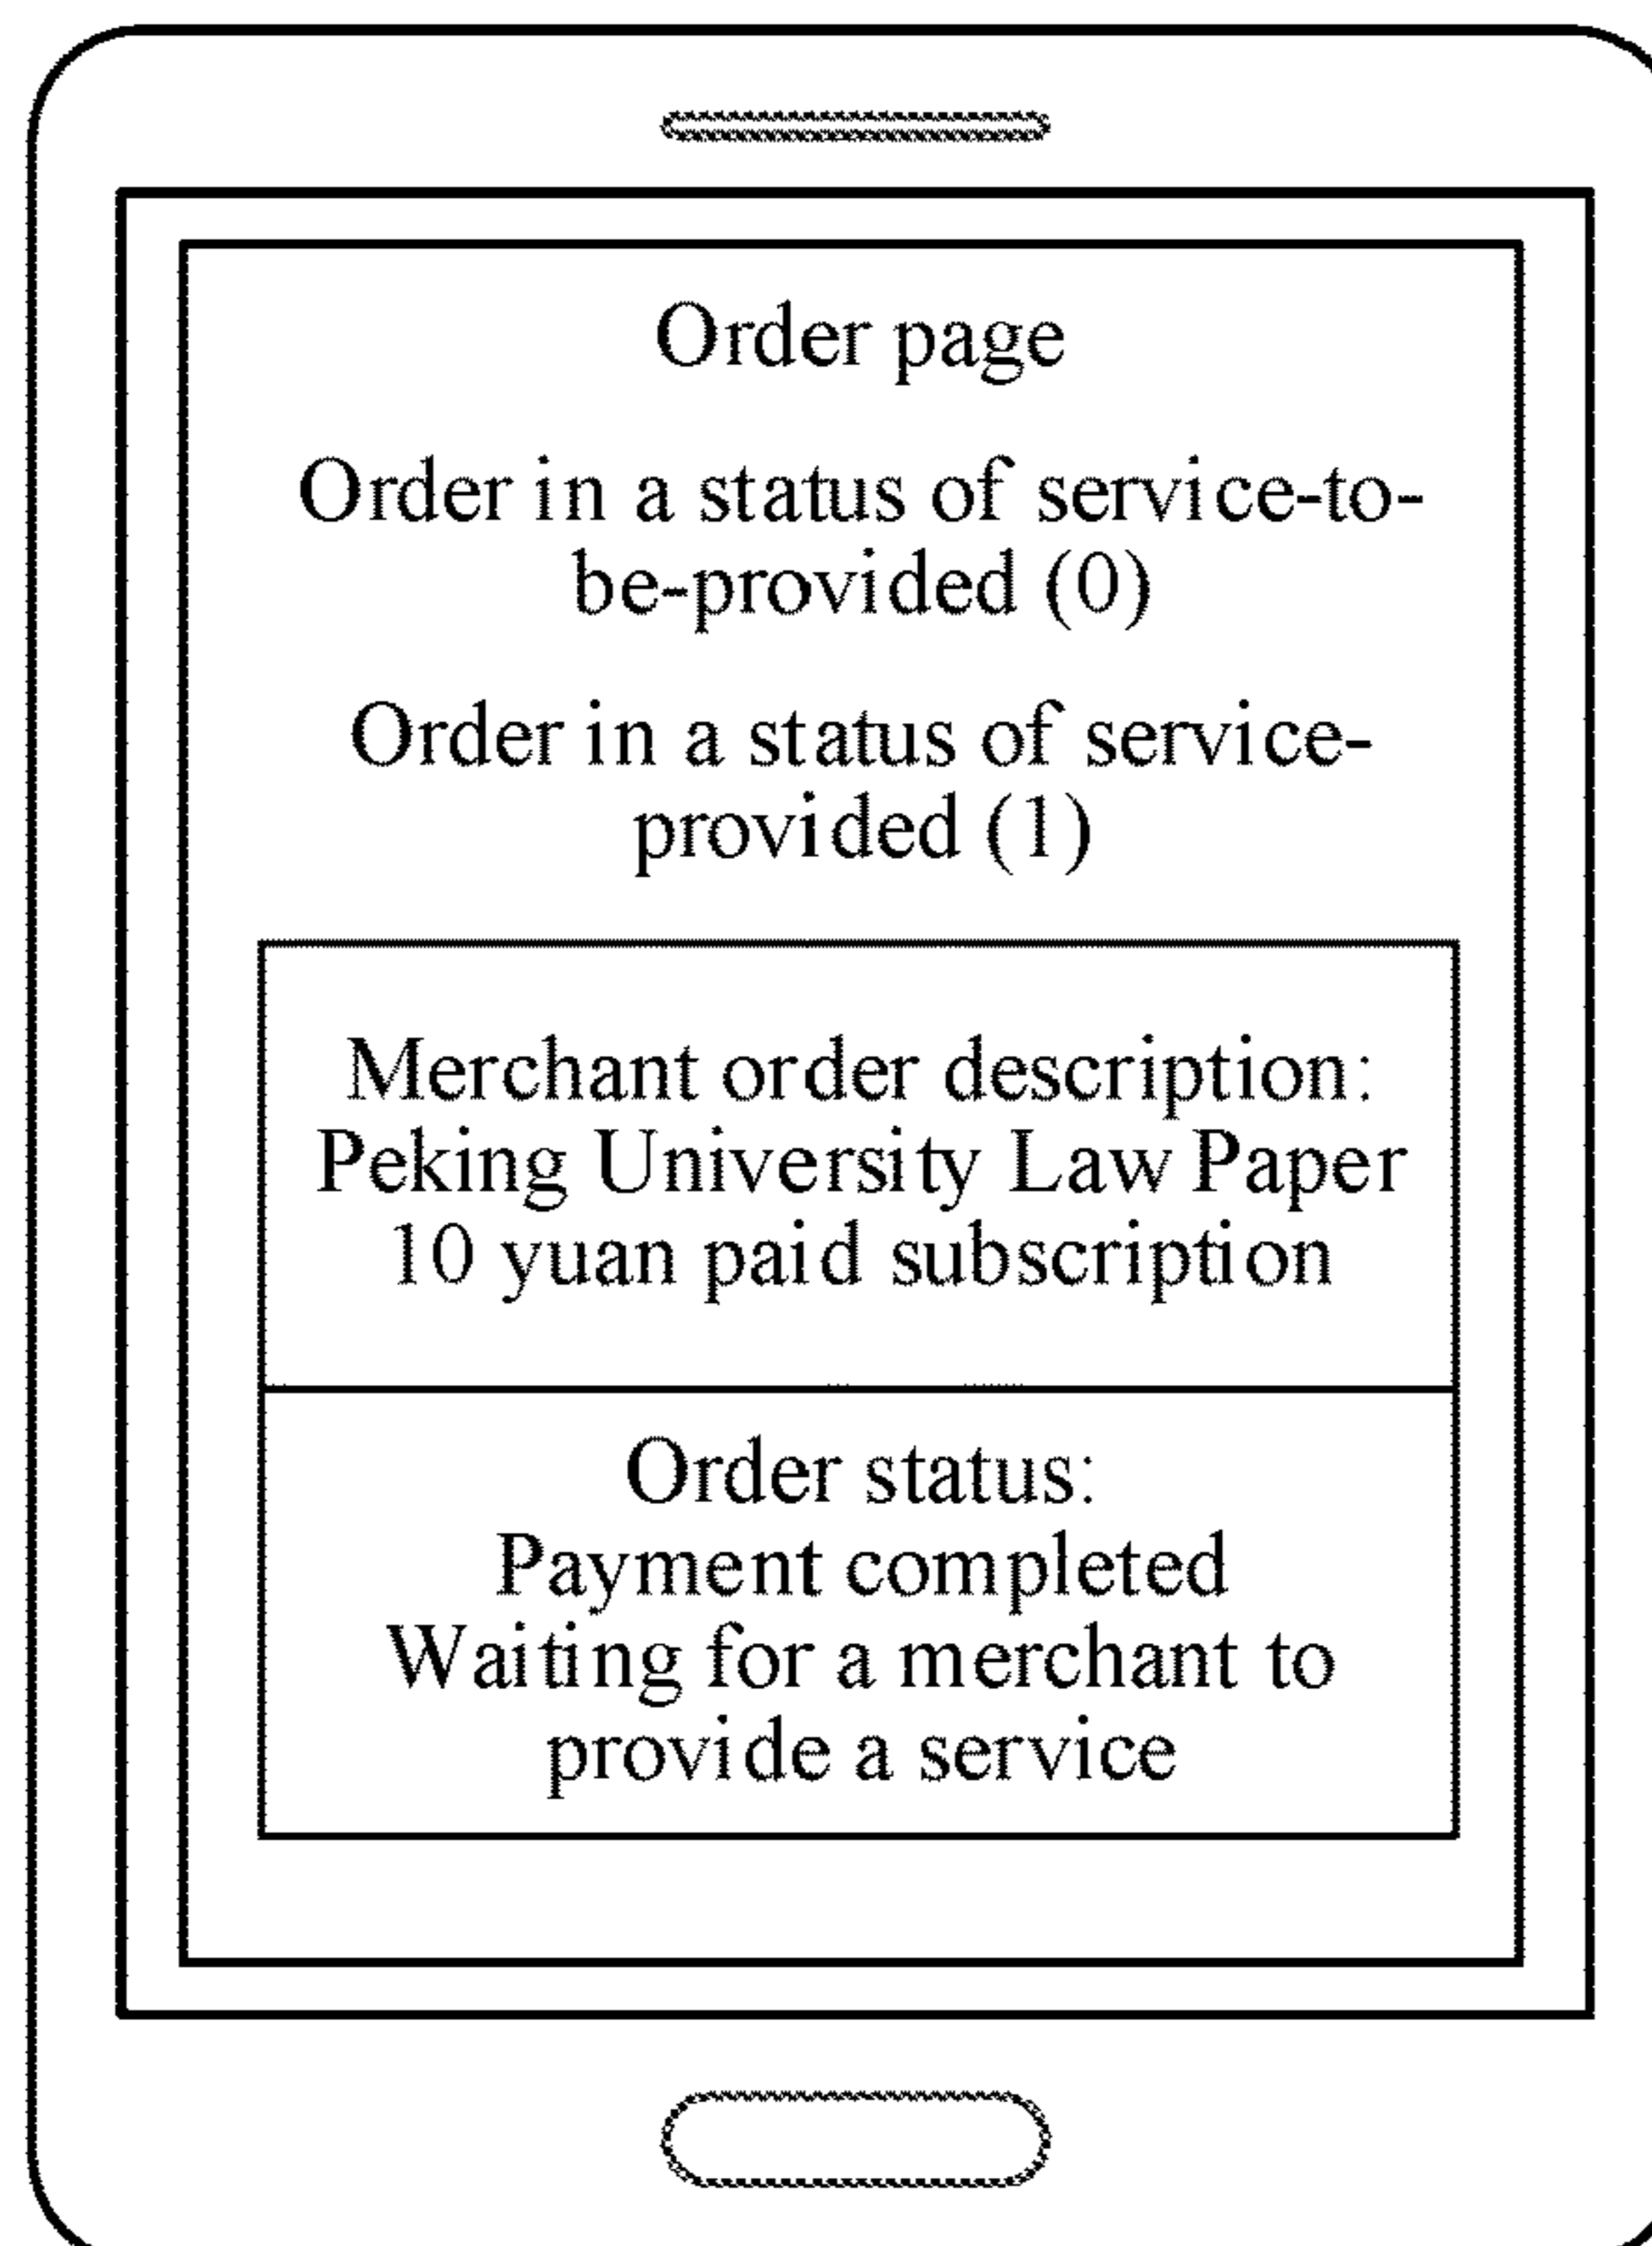 Order page
Order in a status of service-to-
be-provided (0)
Order in a status of service-
provided (1)
Merchant order description:
Peking University Law Paper
10 yuan paid subscription
Order status:
Payment completed
Waiting for a merchant to
provide a service